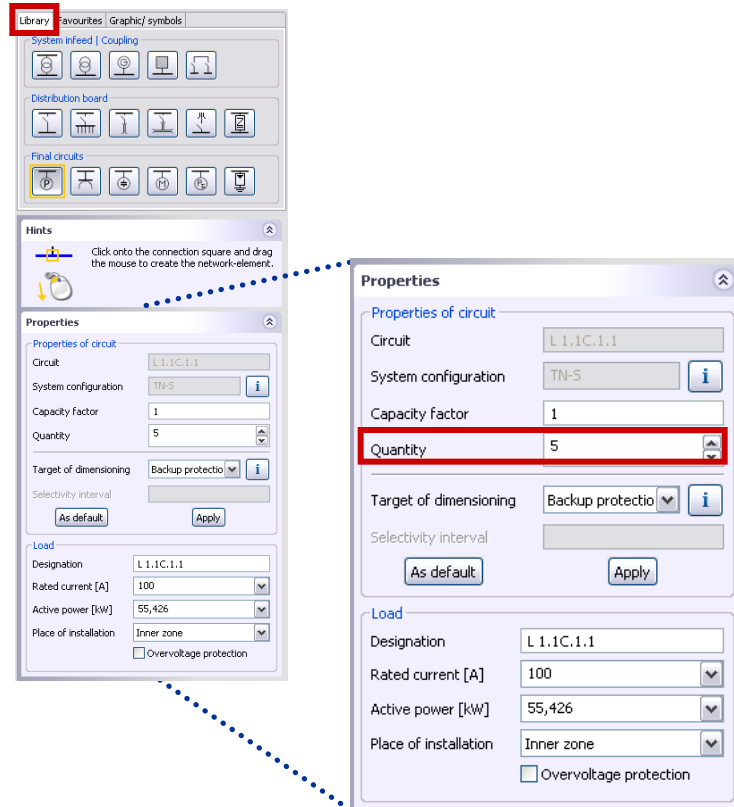 Library Favourites Graphic/ symbols
System infeed | Coupling
G
Distribution board
Z
Final circuits
P M Pz
Hints
Click onto the connection square and drag
the mouse to create the network-element.
Properties
Properties of circuit
Circuit L 1.1C.1.1
System configuration TN-S i
Capacity factor 1
Quantity 5
Target of dimensioning Backup protectio i
Selectivity interval
As default Apply
Load
Designation L 1.1C.1.1
Rated current [A] 100
Active power [kW] 55,426
Place of installation Inner zone
Overvoltage protection
Properties
Properties of circuit
Circuit L 1.1C.1.1
System configuration TN-S i
Capacity factor 1
Quantity 5
Target of dimensioning Backup protectio i
Selectivity interval
As default Apply
Load
Designation L 1.1C.1.1
Rated current [A] 100
Active power [kW] 55,426
Place of installation Inner zone
Overvoltage protection